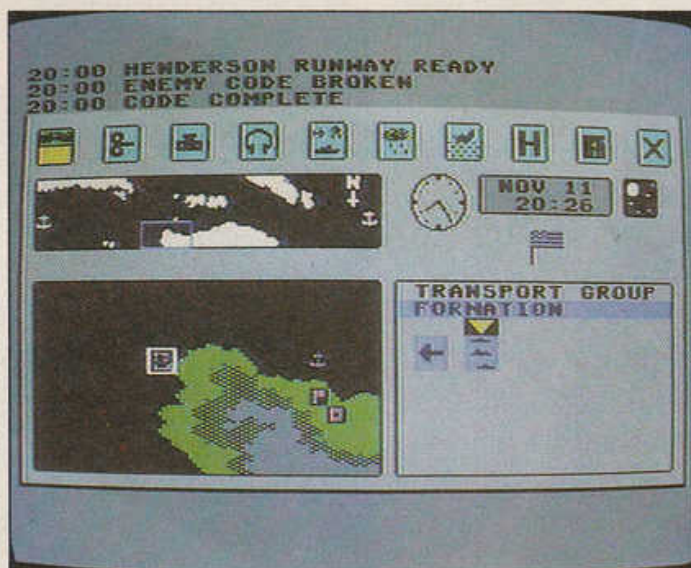 20:00 HENDERSON RUNWAY READY
20:00 ENEMY CODE BROKEN
20:00 CODE COMPLETE
H
N
NOV 11
20:26
TRANSPORT GROUP
FORMATION